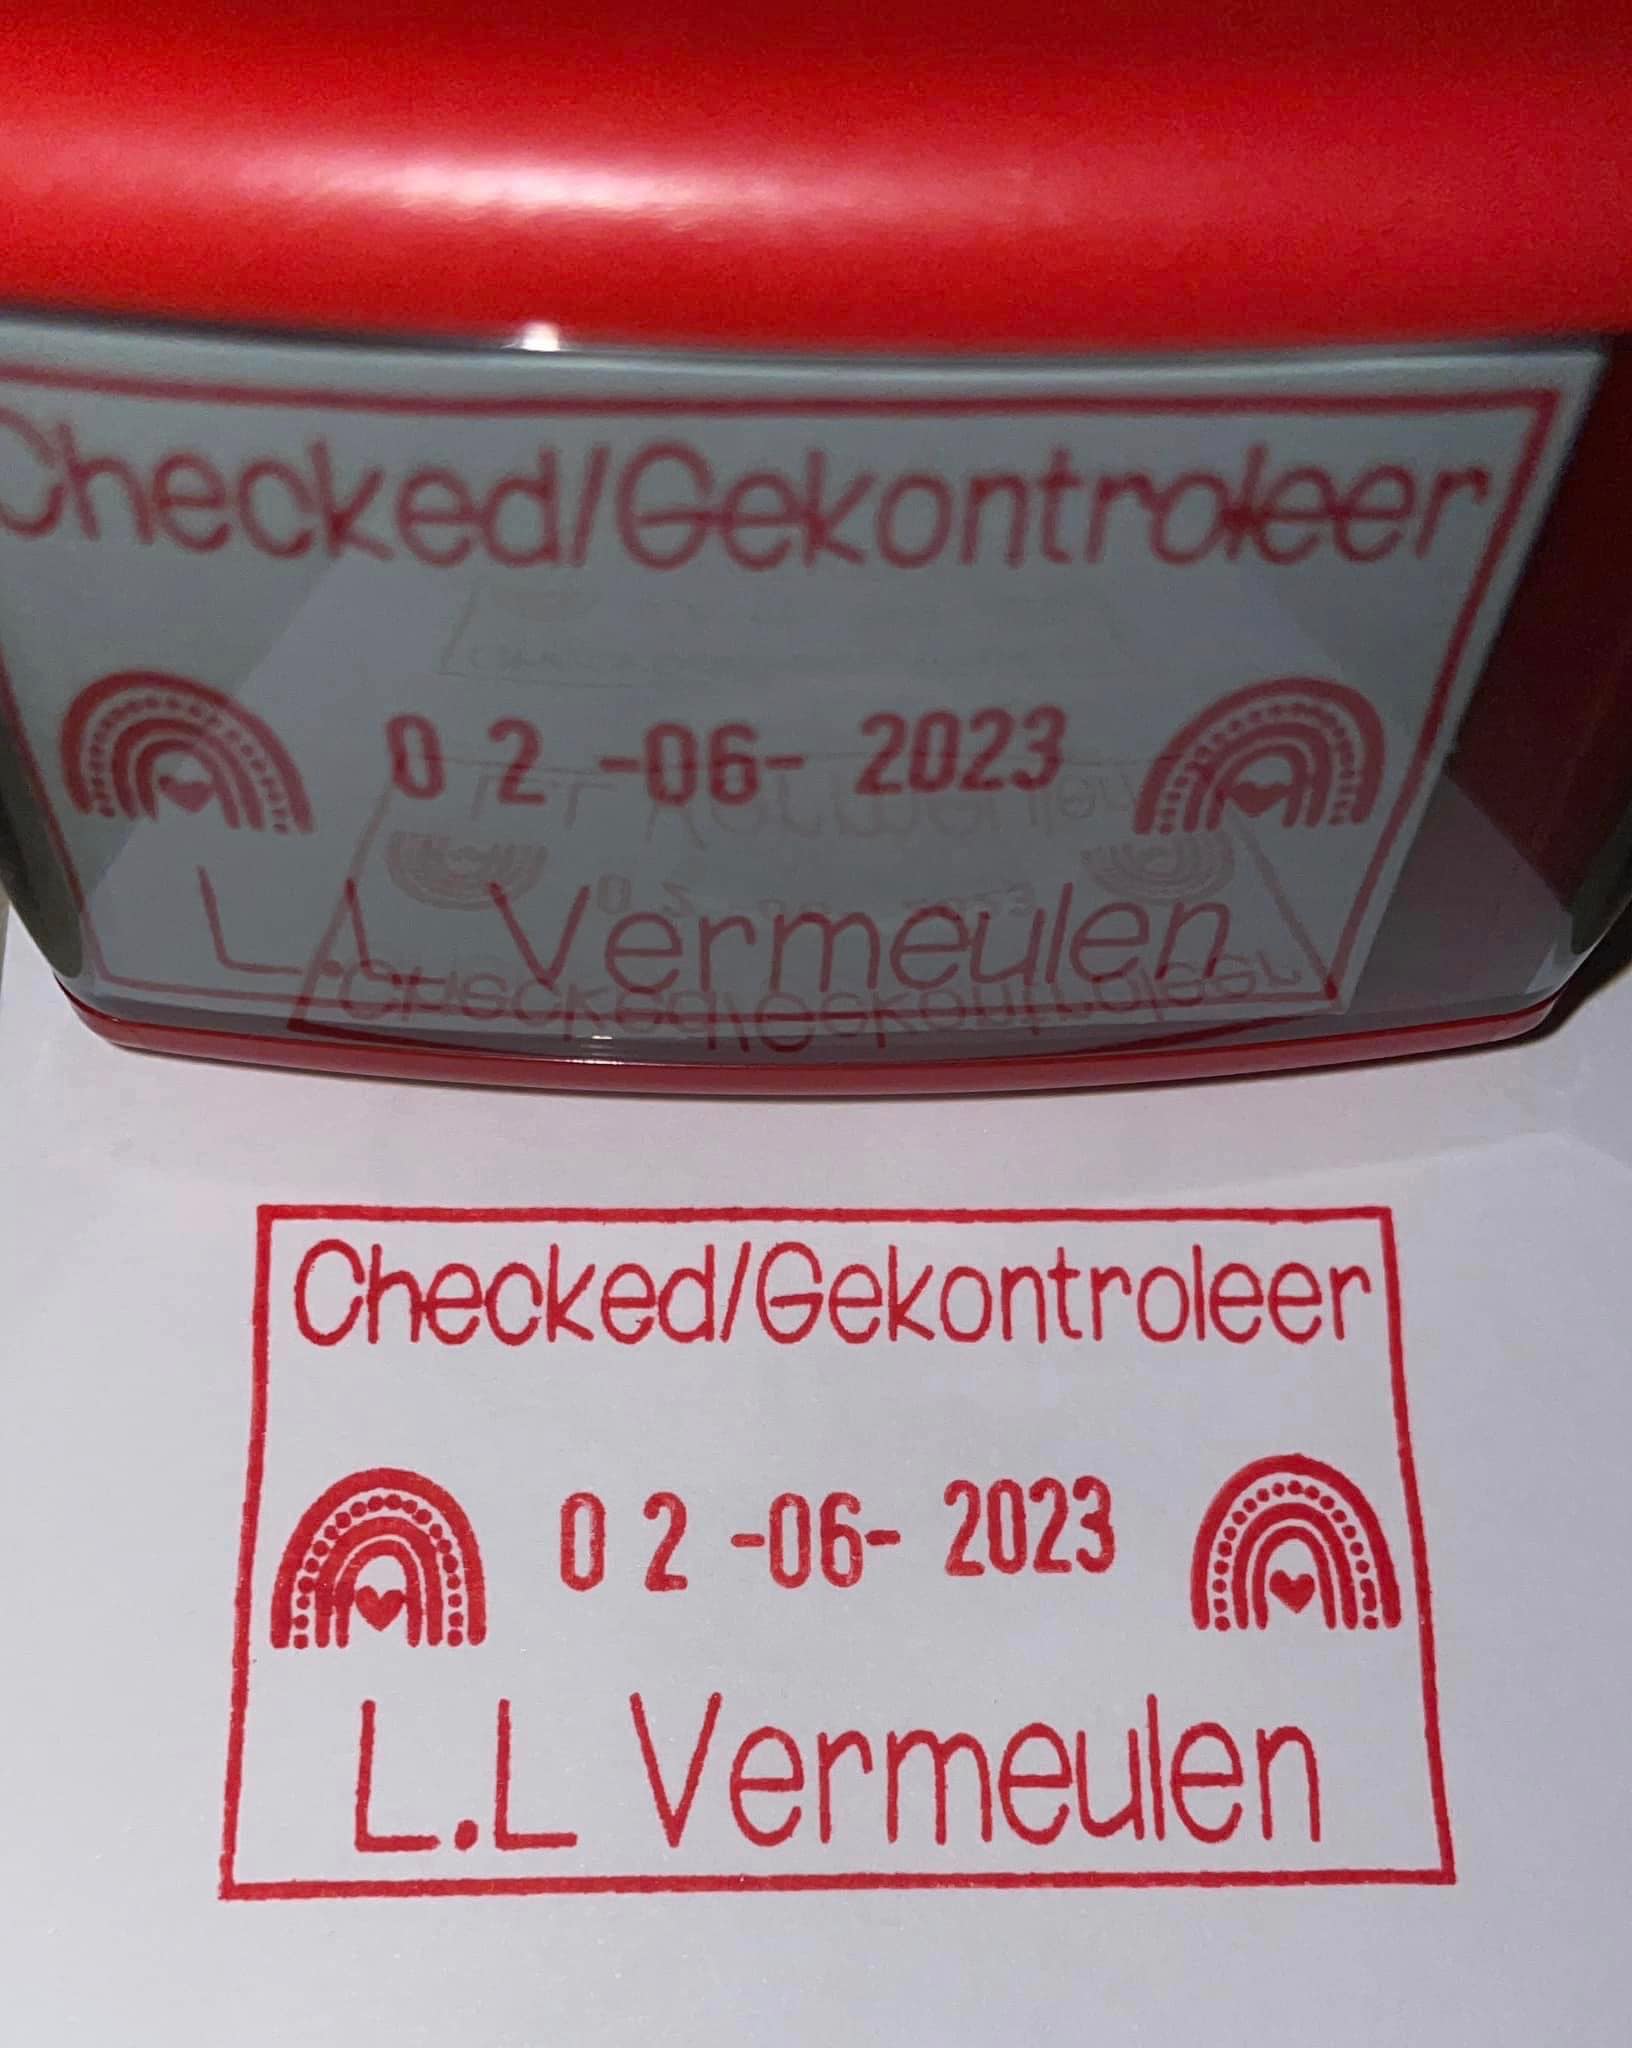 Checked/Gekontroleer
0 2 -06- 2023
L.L Vermeulen
Checked/Gekontroleer
0 2 -06- 2023
L.L Vermeulen